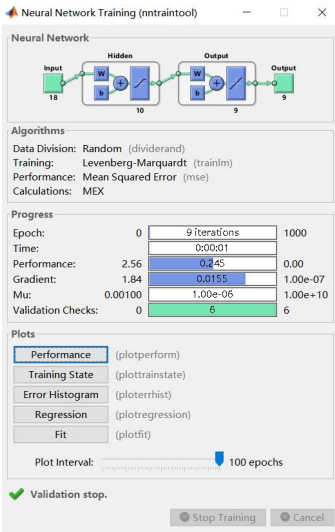 Neural Network Training (nntraintool)
Neural Network
Hidden
Output
Input
W
+
b
W
+
b
Output
18
10
9
9
Algorithms
Data Division: Random (dividerand)
Training: Levenberg-Marquardt (trainlm)
Performance: Mean Squared Error (mse)
Calculations: MEX
Progress
Epoch: 0 9 iterations 1000
Time: 0:00:01
Performance: 2.56 0.245 0.00
Gradient: 1.84 0.0155 1.00e-07
Mu: 0.00100 1.00e-06 1.00e+10
Validation Checks: 0 6 6
Plots
Performance (plotperform)
Training State (plottrainstate)
Error Histogram (ploterrhist)
Regression (plotregression)
Fit (plotfit)
Plot Interval: 100 epochs
Validation stop.
Stop Training Cancel